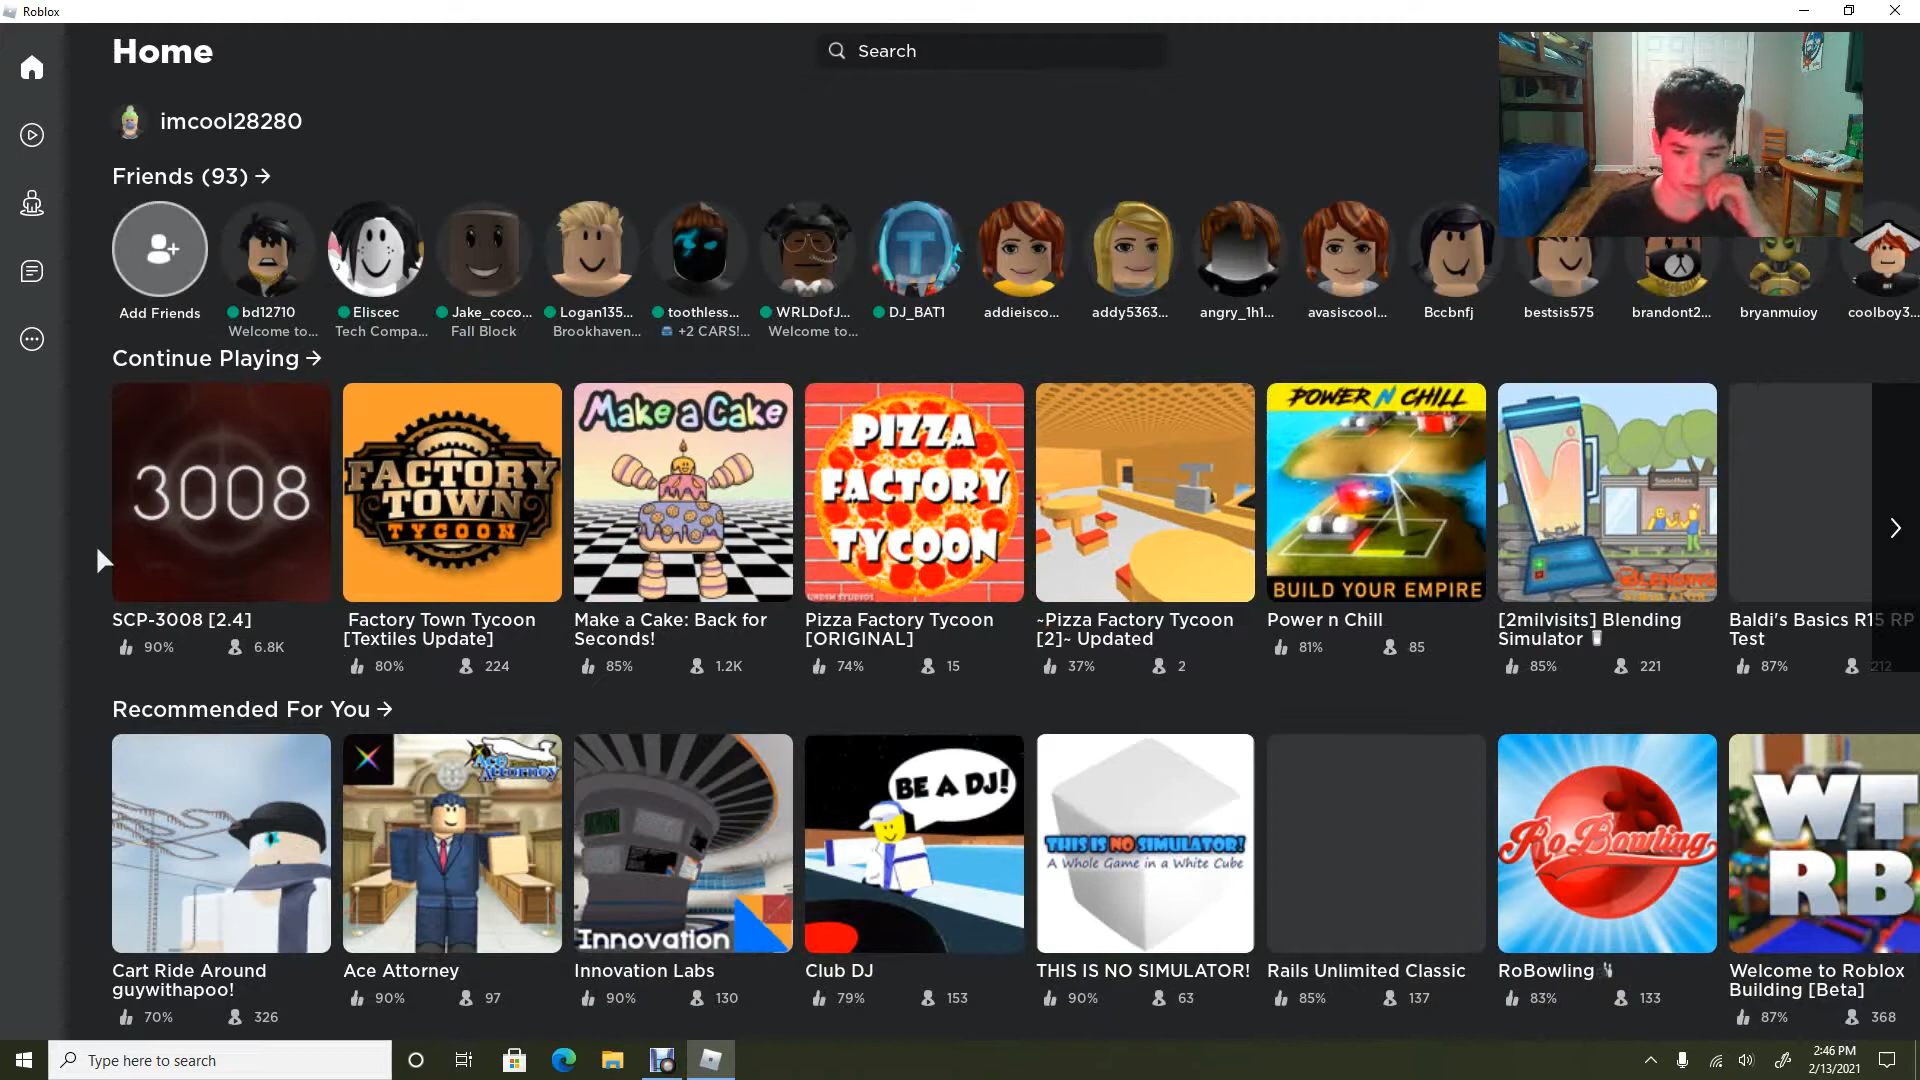 Roblox
Home
Search
imcool28280
Friends (93) →
Add Friends
bd12710
Welcome to...
Eliscec
Tech Compa...
Jake_coco...
Fall Block
Logan135...
Brookhaven...
toothless...
+2 CARS!...
WRLDofJ...
Welcome to...
DJ_BAT1
addieisco...
addy5363...
angry_1h1...
avasiscool...
Bccbnfj
bestsis575
brandont2...
bryanmuioy
coolboy3...
Continue Playing →
3008
FACTORY
TOWN
TYCOON
Make a Cake
PIZZA
FACTORY
TYCOON
POWER N CHILL
BUILD YOUR EMPIRE
Smoothies
BLENDING
SIMULATOR
SCP-3008 [2.4]
90% 6.8K
Factory Town Tycoon
[Textiles Update]
80% 224
Make a Cake: Back for
Seconds!
85% 1.2K
Pizza Factory Tycoon
[ORIGINAL]
74% 15
~Pizza Factory Tycoon
[2]~ Updated
37% 2
Power n Chill
81% 85
[2milvisits] Blending
Simulator
85% 221
Baldi's Basics R15 RP
Test
87% 212
Recommended For You →
Ace
Attorney
Innovation
BE A DJ!
THIS IS NO SIMULATOR!
A Whole Game in a White Cube
RoBowling
WT
RB
Cart Ride Around
guywithapoo!
70% 326
Ace Attorney
90% 97
Innovation Labs
90% 130
Club DJ
79% 153
THIS IS NO SIMULATOR!
90% 63
Rails Unlimited Classic
85% 137
RoBowling
83% 133
Welcome to Roblox
Building [Beta]
87% 368
Type here to search
2:46 PM
2/13/2021